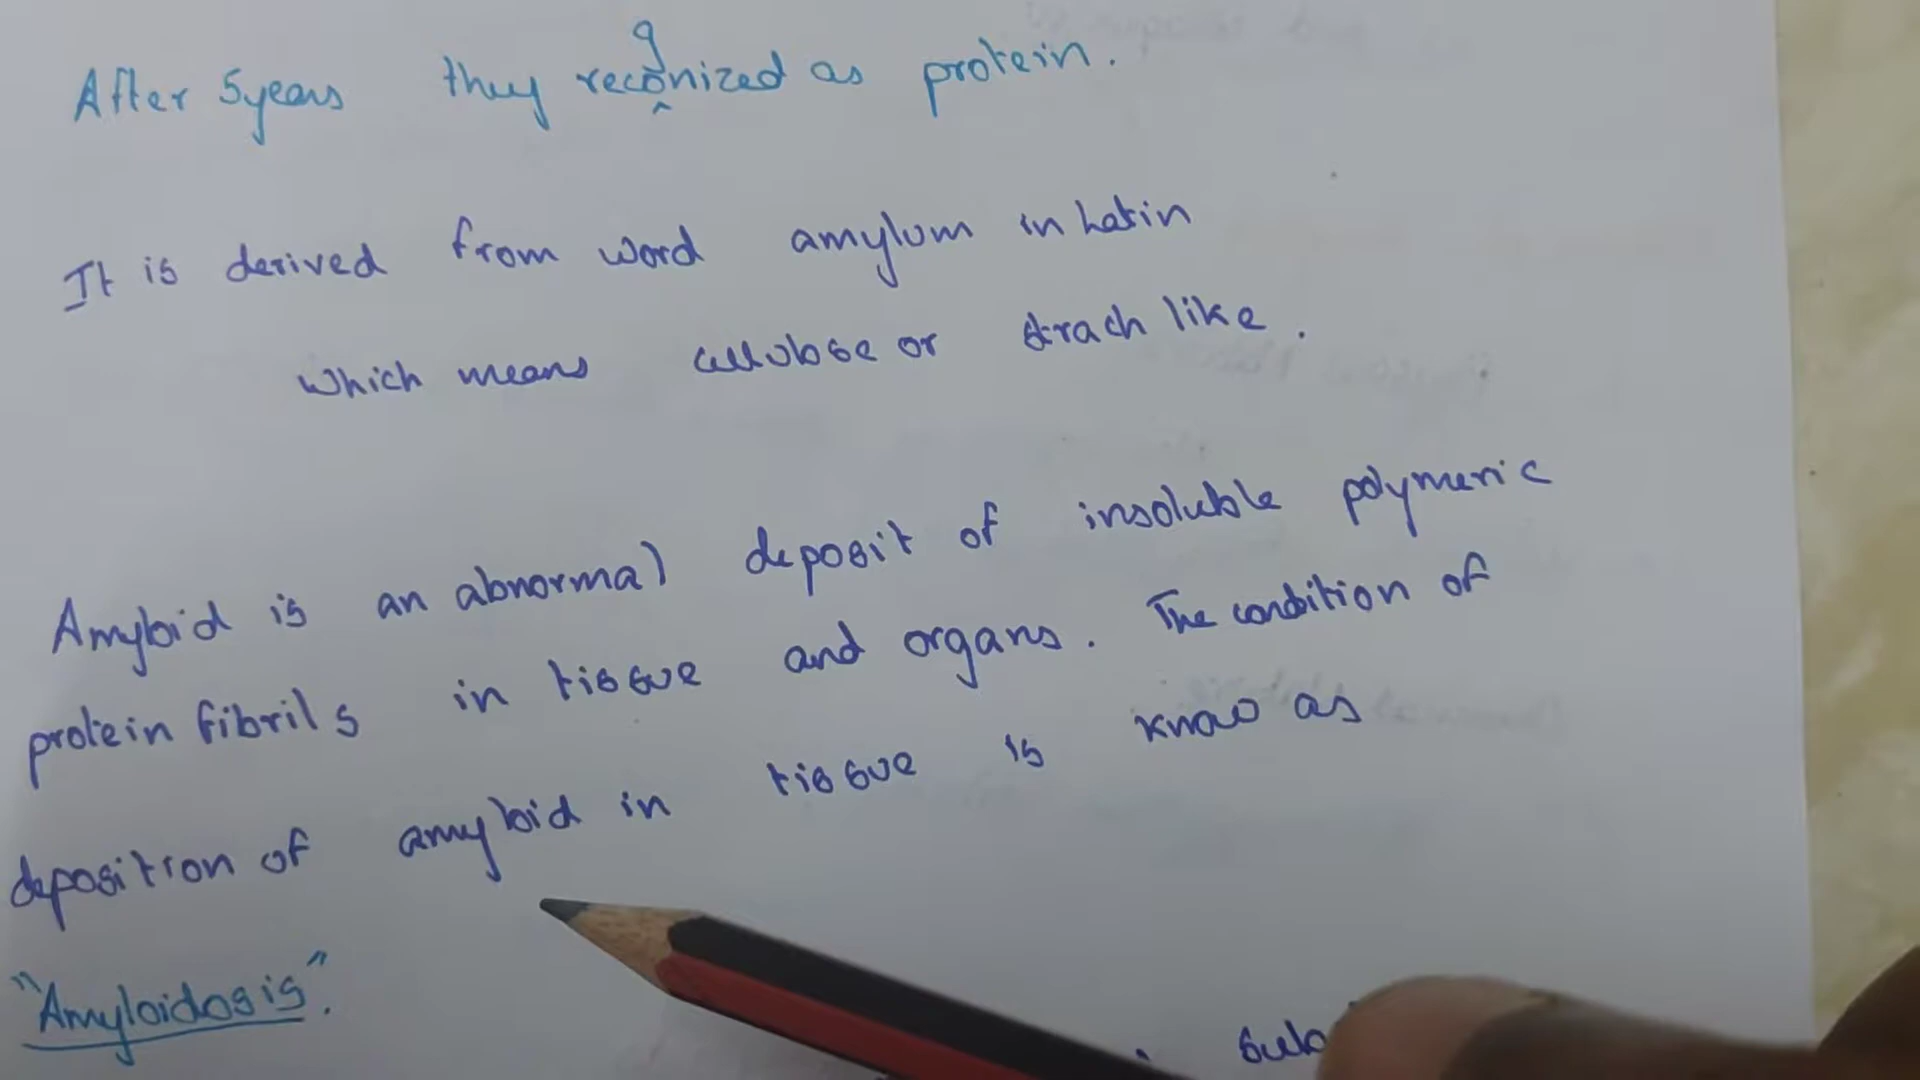 After 5years they recognized as protein.
It is derived from word amylum in Latin
which means cellulose or strach like.
Amyloid is an abnormal deposit of insoluble polymeric
protein fibrils in tissue and organs. The condition of
deposition of amyloid in tissue is know as
"Amyloidosis".